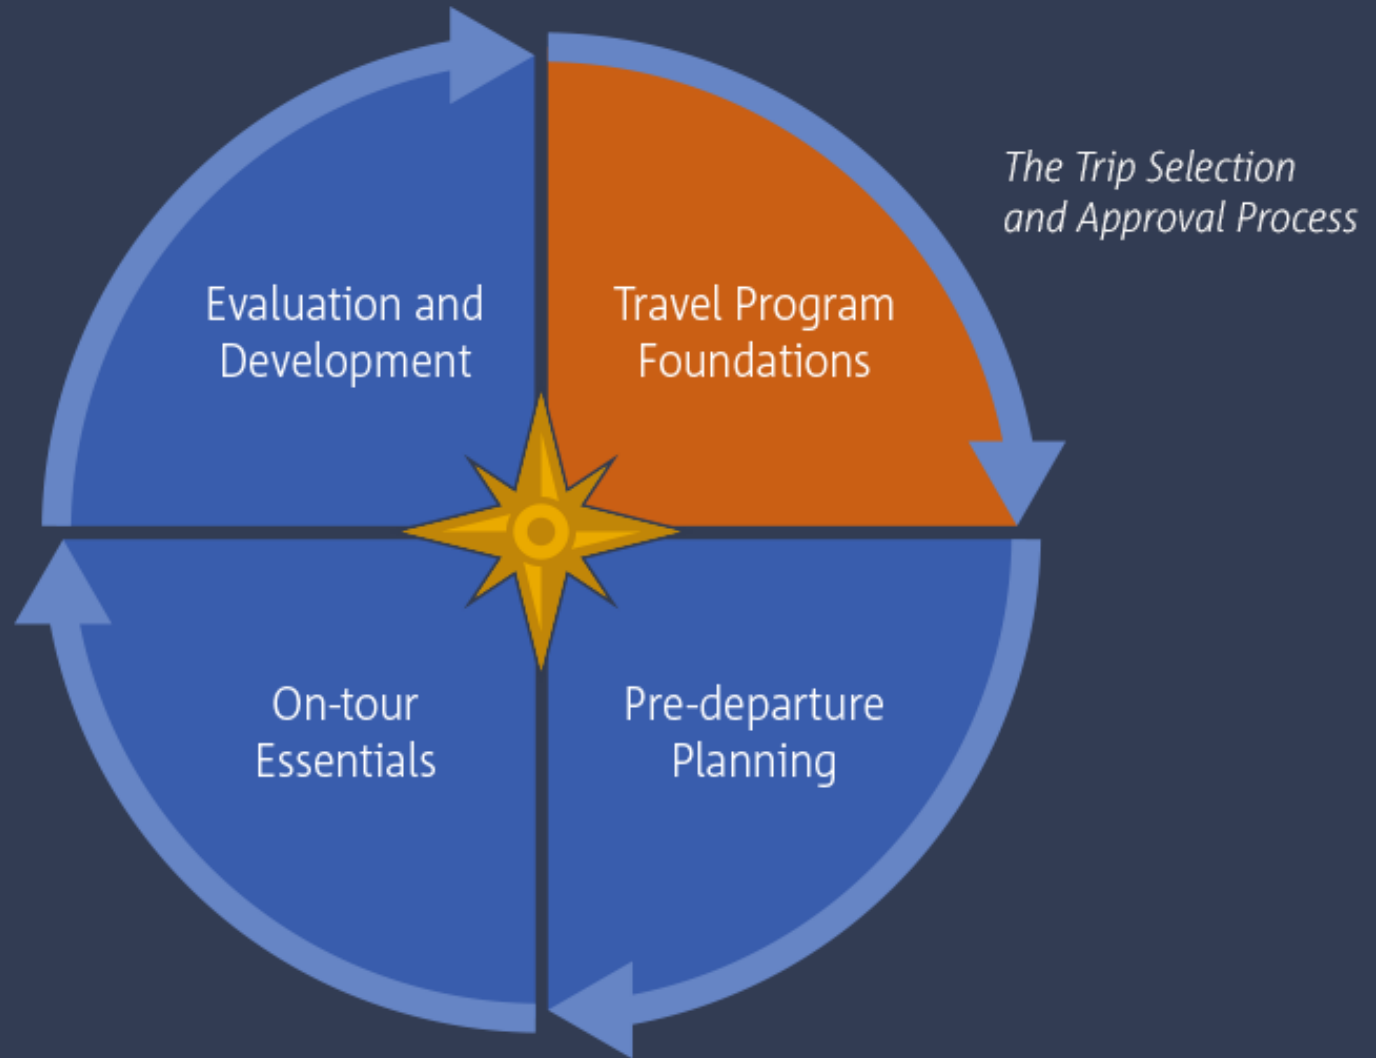 The Trip Selection
and Approval Process
Evaluation and
Development
Travel Program
Foundations
On-tour
Essentials
Pre-departure
Planning